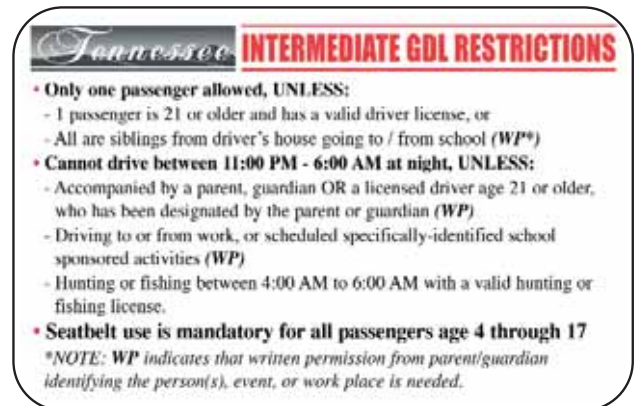 Tennessee INTERMEDIATE GDL RESTRICTIONS
• Only one passenger allowed, UNLESS:
- 1 passenger is 21 or older and has a valid driver license, or
- All are siblings from driver's house going to / from school (WP*)
• Cannot drive between 11:00 PM - 6:00 AM at night, UNLESS:
- Accompanied by a parent, guardian OR a licensed driver age 21 or older,
who has been designated by the parent or guardian (WP)
- Driving to or from work, or scheduled specifically-identified school
sponsored activities (WP)
- Hunting or fishing between 4:00 AM to 6:00 AM with a valid hunting or
fishing license.
• Seatbelt use is mandatory for all passengers age 4 through 17
*NOTE: WP indicates that written permission from parent/guardian
identifying the person(s), event, or work place is needed.